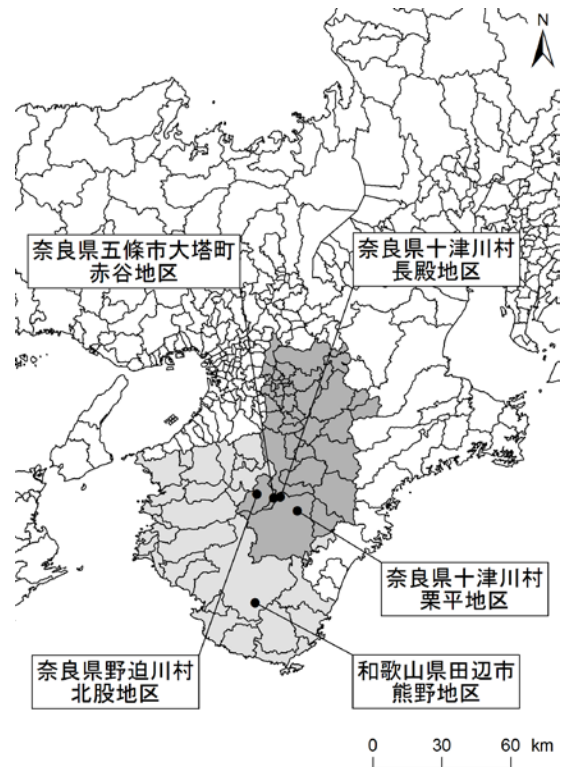 N
奈良県五條市大塔町
赤谷地区
奈良県十津川村
長殿地区
奈良県十津川村
栗平地区
奈良県野迫川村
北股地区
和歌山県田辺市
熊野地区
0 30 60 km